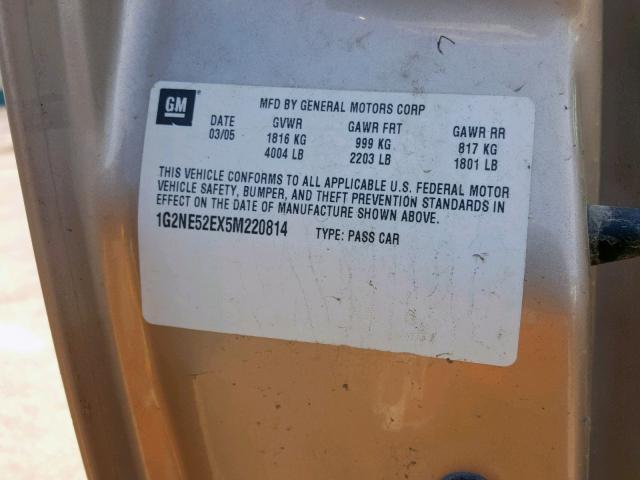 GM
MFD BY GENERAL MOTORS CORP
DATE GVWR GAWR FRT GAWR RR
03/05 1816 KG 999 KG 817 KG
4004 LB 2203 LB 1801 LB
THIS VEHICLE CONFORMS TO ALL APPLICABLE U.S. FEDERAL MOTOR
VEHICLE SAFETY, BUMPER, AND THEFT PREVENTION STANDARDS IN
EFFECT ON THE DATE OF MANUFACTURE SHOWN ABOVE.
1G2NE52EX5M220814 TYPE: PASS CAR